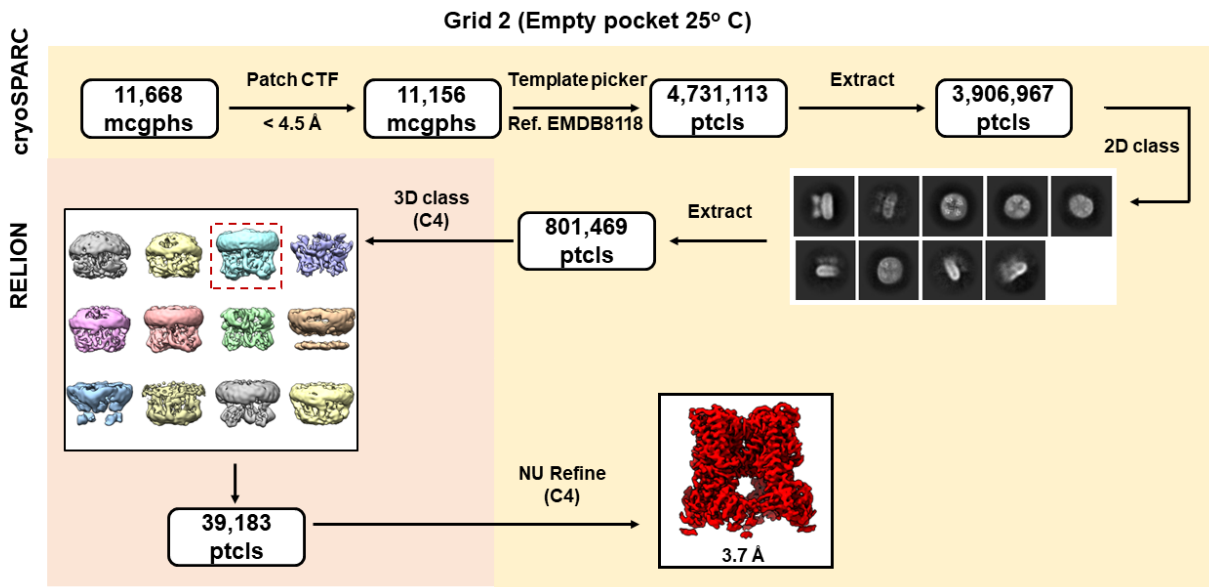 Grid 2 (Empty pocket 25° C)
cryoSPARC
11,668
mcgphs
Patch CTF
< 4.5 Å
11,156
mcgphs
Template picker
Ref. EMDB8118
4,731,113
ptcls
Extract
3,906,967
ptcls
2D class
Extract
801,469
ptcls
3D class
(C4)
RELION
39,183
ptcls
NU Refine
(C4)
3.7 Å